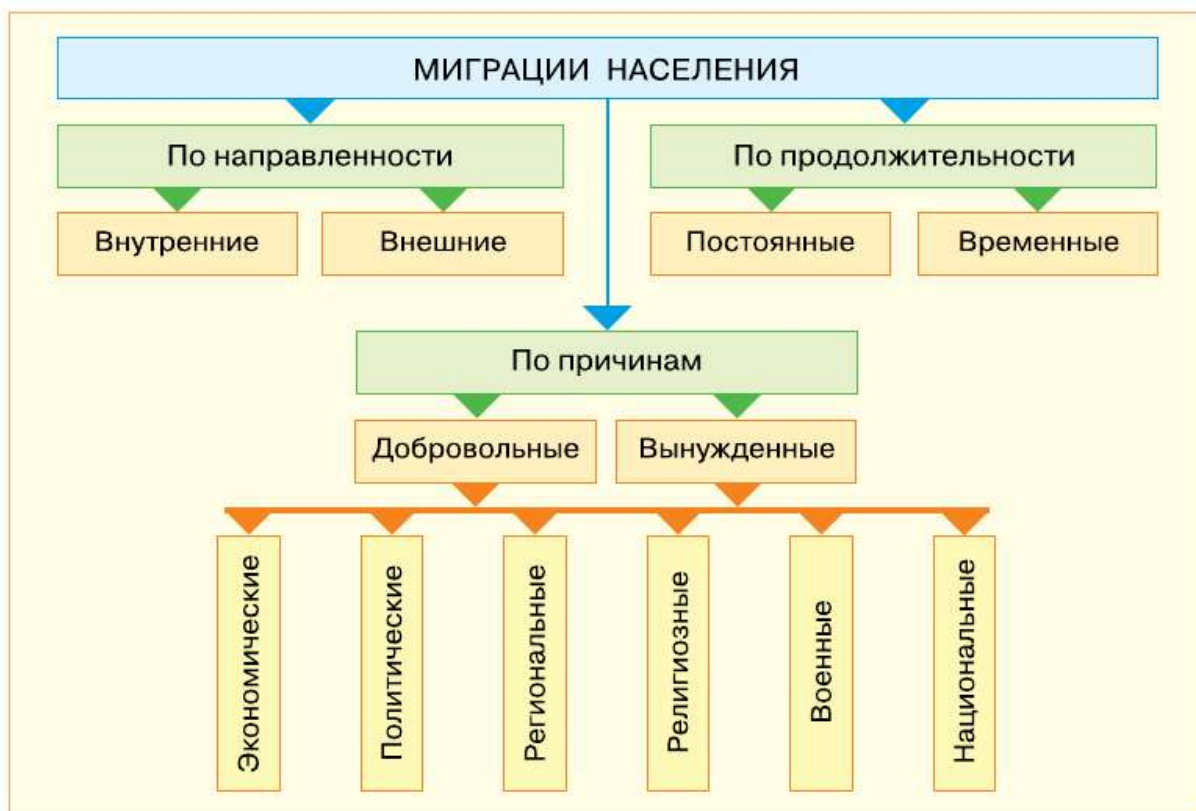 МИГРАЦИИ НАСЕЛЕНИЯ
По направленности
По продолжительности
Внутренние
Внешние
Постоянные
Временные
По причинам
Добровольные
Вынужденные
Экономические
Политические
Региональные
Религиозные
Военные
Национальные